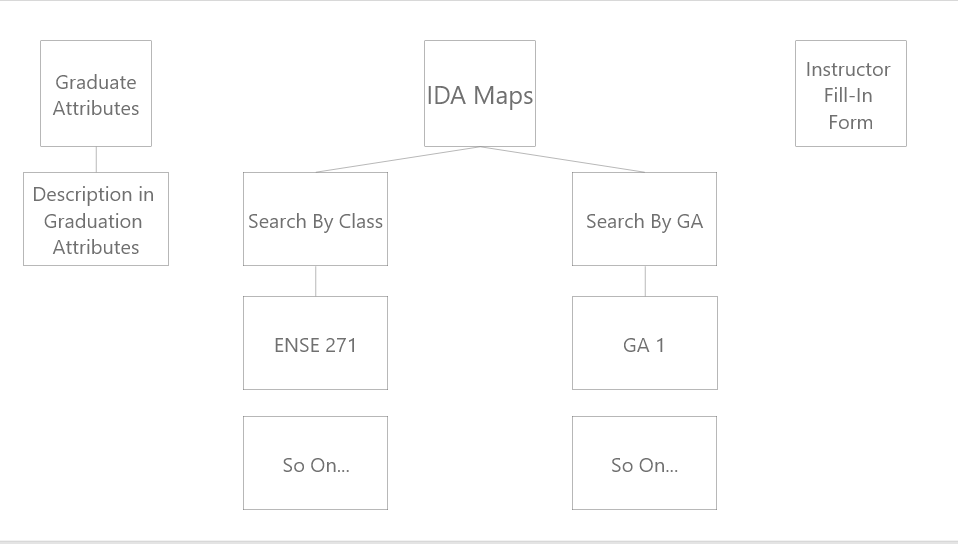 Graduate
Attributes
IDA Maps
Instructor
Fill-In
Form
Description in
Graduation
Attributes
Search By Class
Search By GA
ENSE 271
GA 1
So On...
So On...